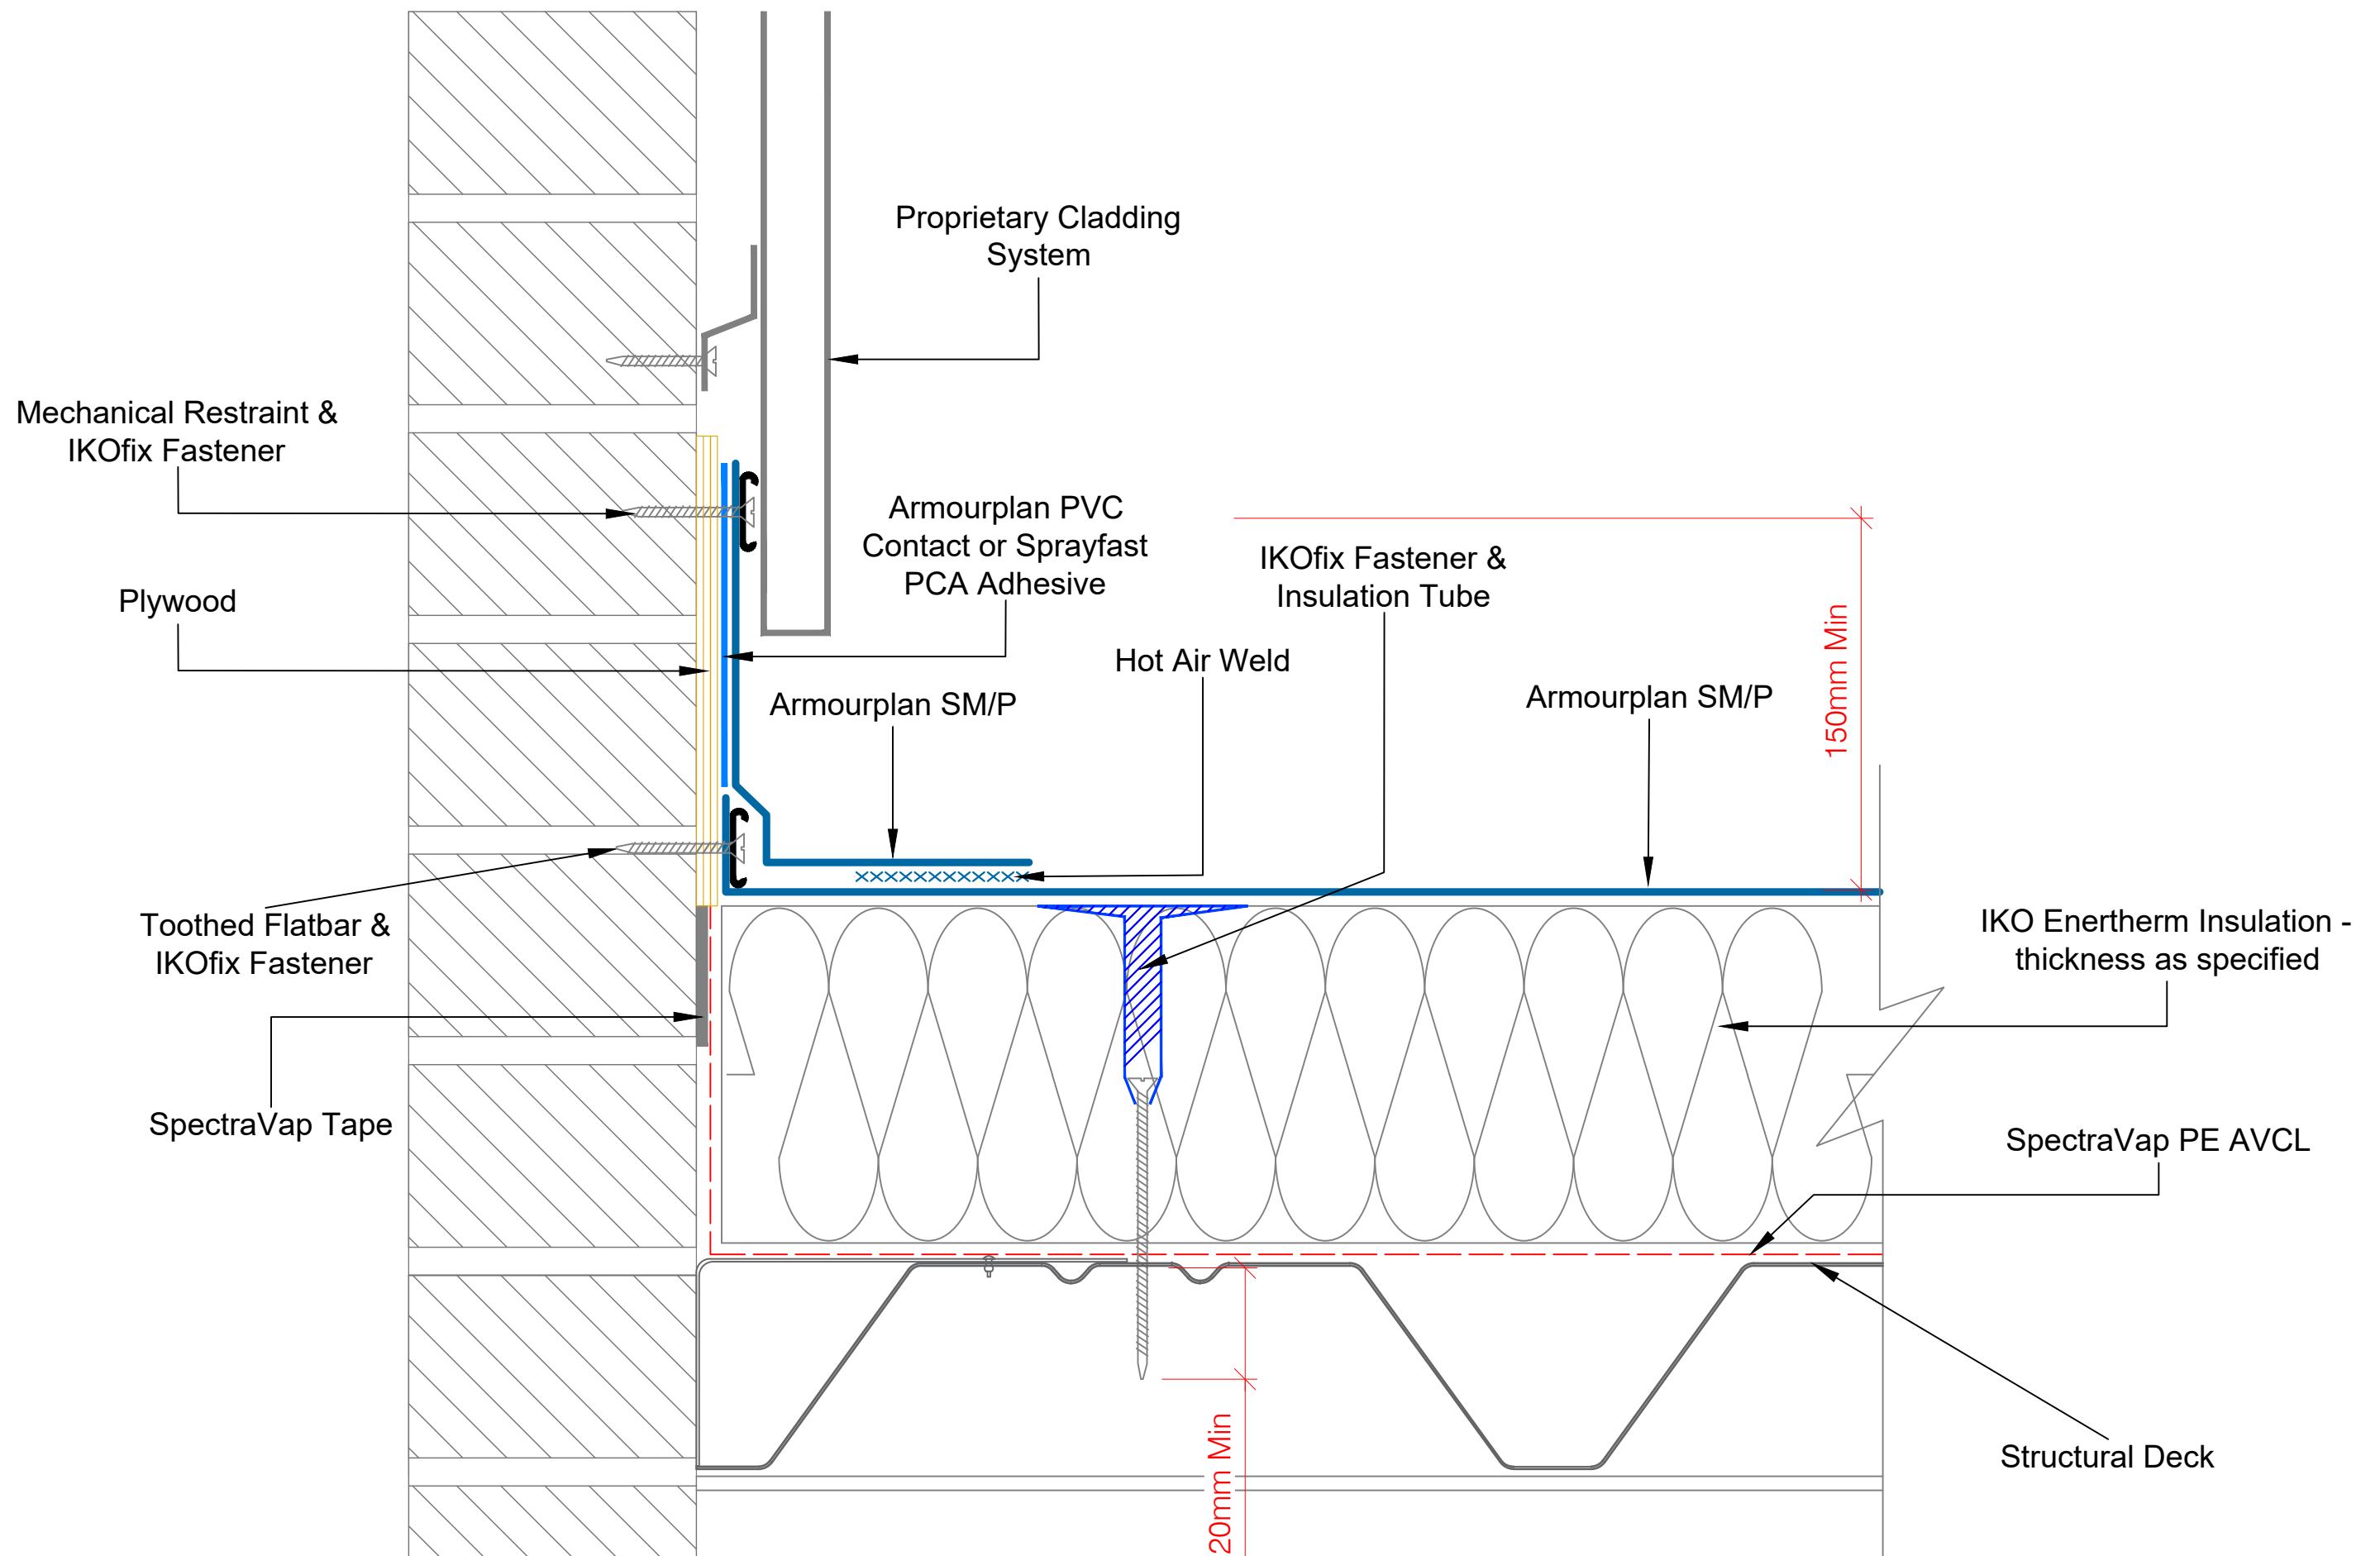 Proprietary Cladding
System
Mechanical Restraint &
IKOfix Fastener
Armourplan PVC
Contact or Sprayfast
PCA Adhesive
IKOfix Fastener &
Insulation Tube
Plywood
Hot Air Weld
Armourplan SM/P
Armourplan SM/P
150mm Min
Toothed Flatbar &
IKOfix Fastener
IKO Enertherm Insulation -
thickness as specified
SpectraVap Tape
SpectraVap PE AVCL
Structural Deck
20mm Min